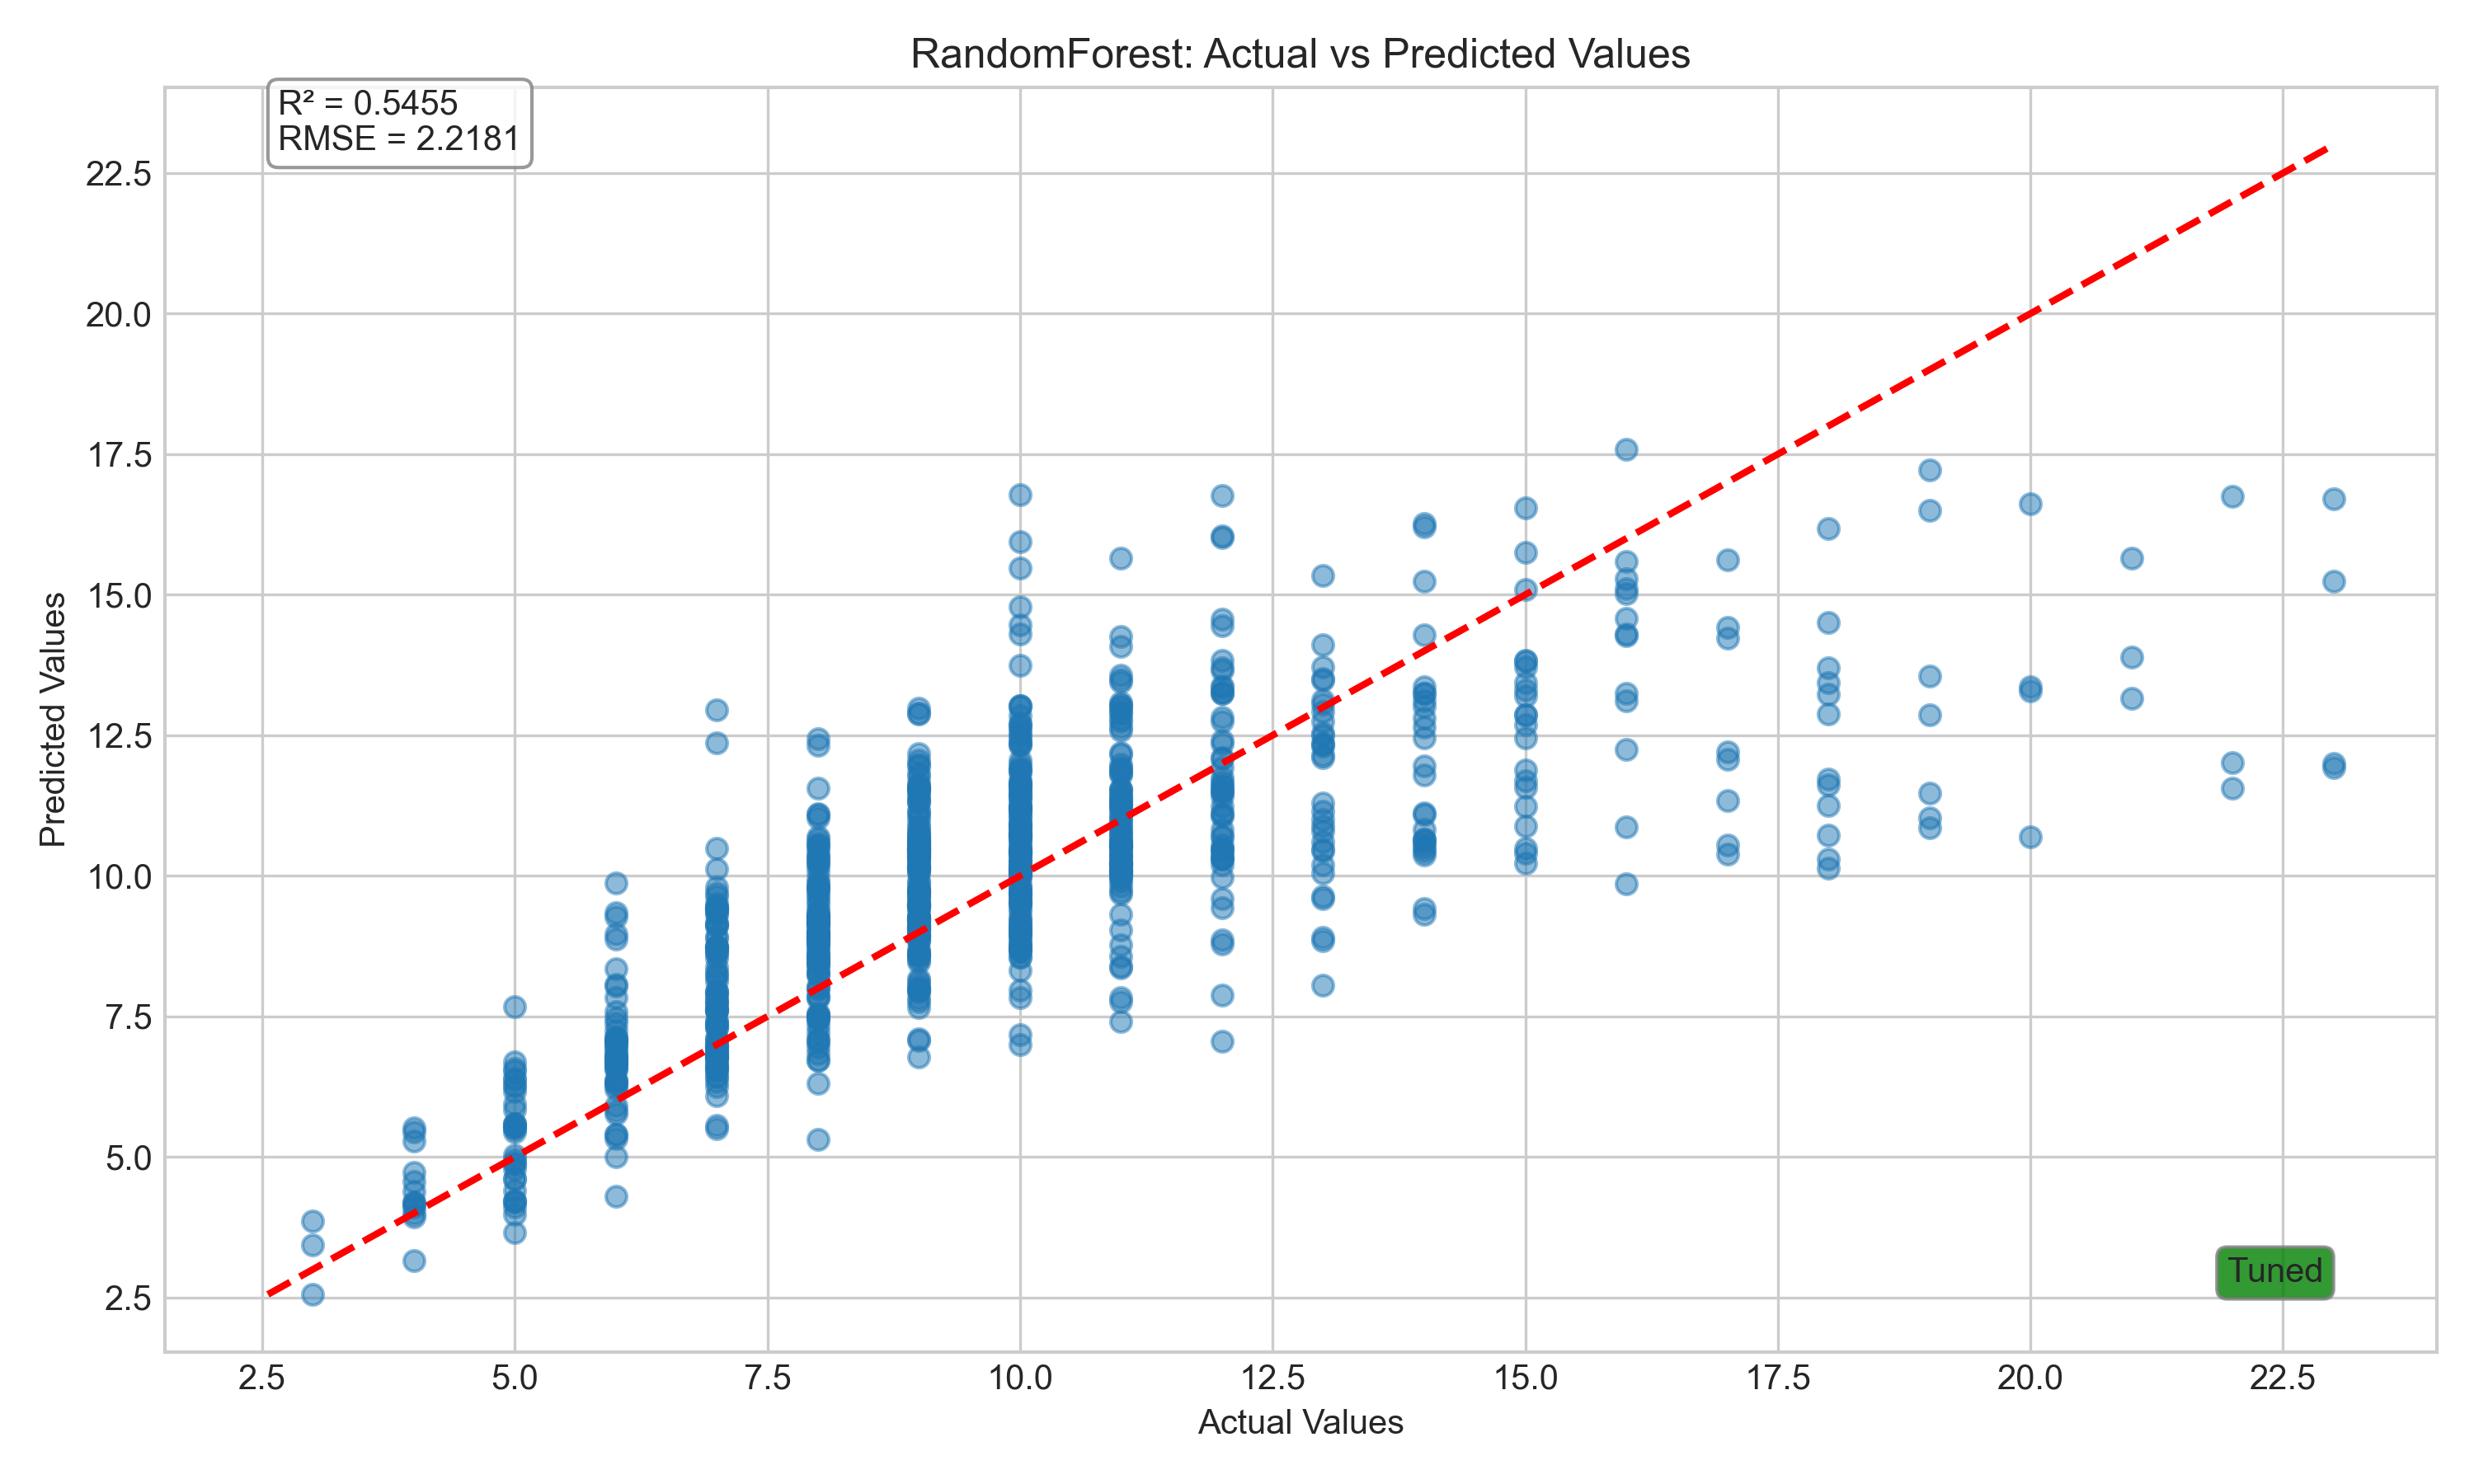 RandomForest: Actual vs Predicted Values
R² = 0.5455
RMSE = 2.2181
22.5
20.0
17.5
15.0
12.5
10.0
7.5
5.0
2.5
Predicted Values
Tuned
2.5 5.0 7.5 10.0 12.5 15.0 17.5 20.0 22.5
Actual Values